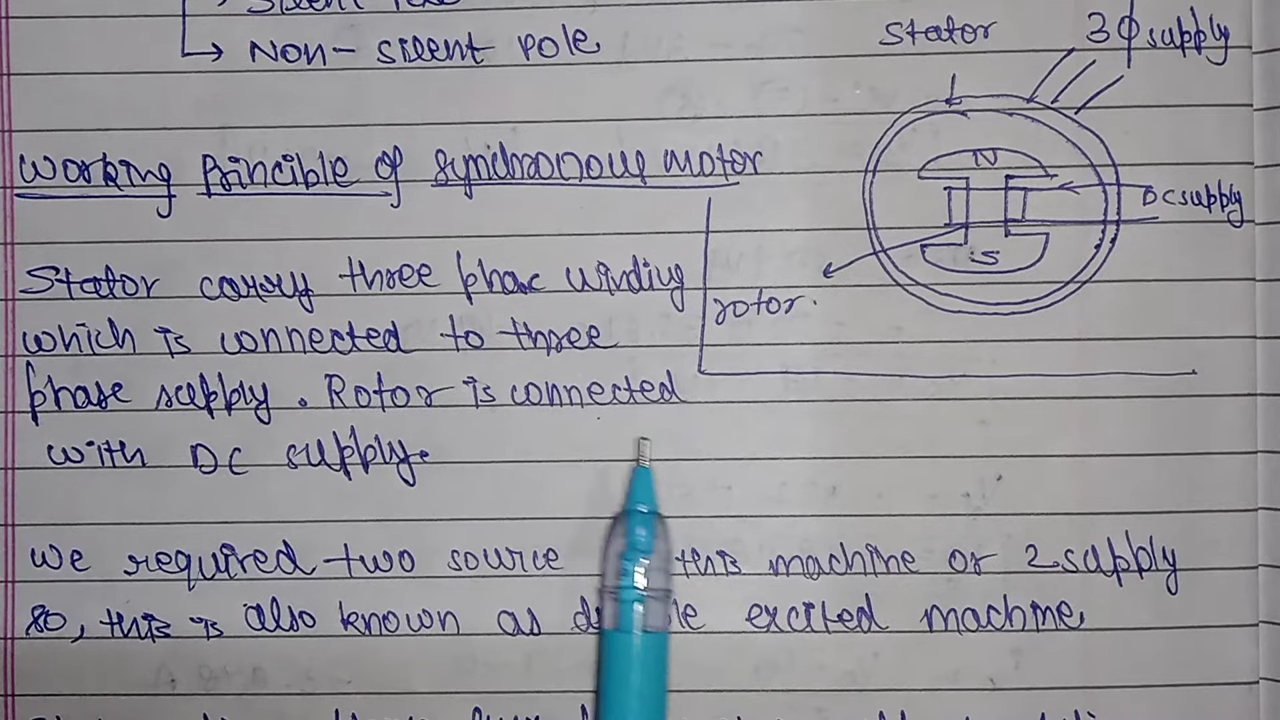 ↳ Non-silent pole
Stator 3ϕ supply
Working Principle of synchronous motor
N
DC supply
S
rotor.
Stator carry three phase winding
which is connected to three
phase supply. Rotor is connected
with DC supply.
We required two source this machine or 2 supply
so, this is also known as excited machine.